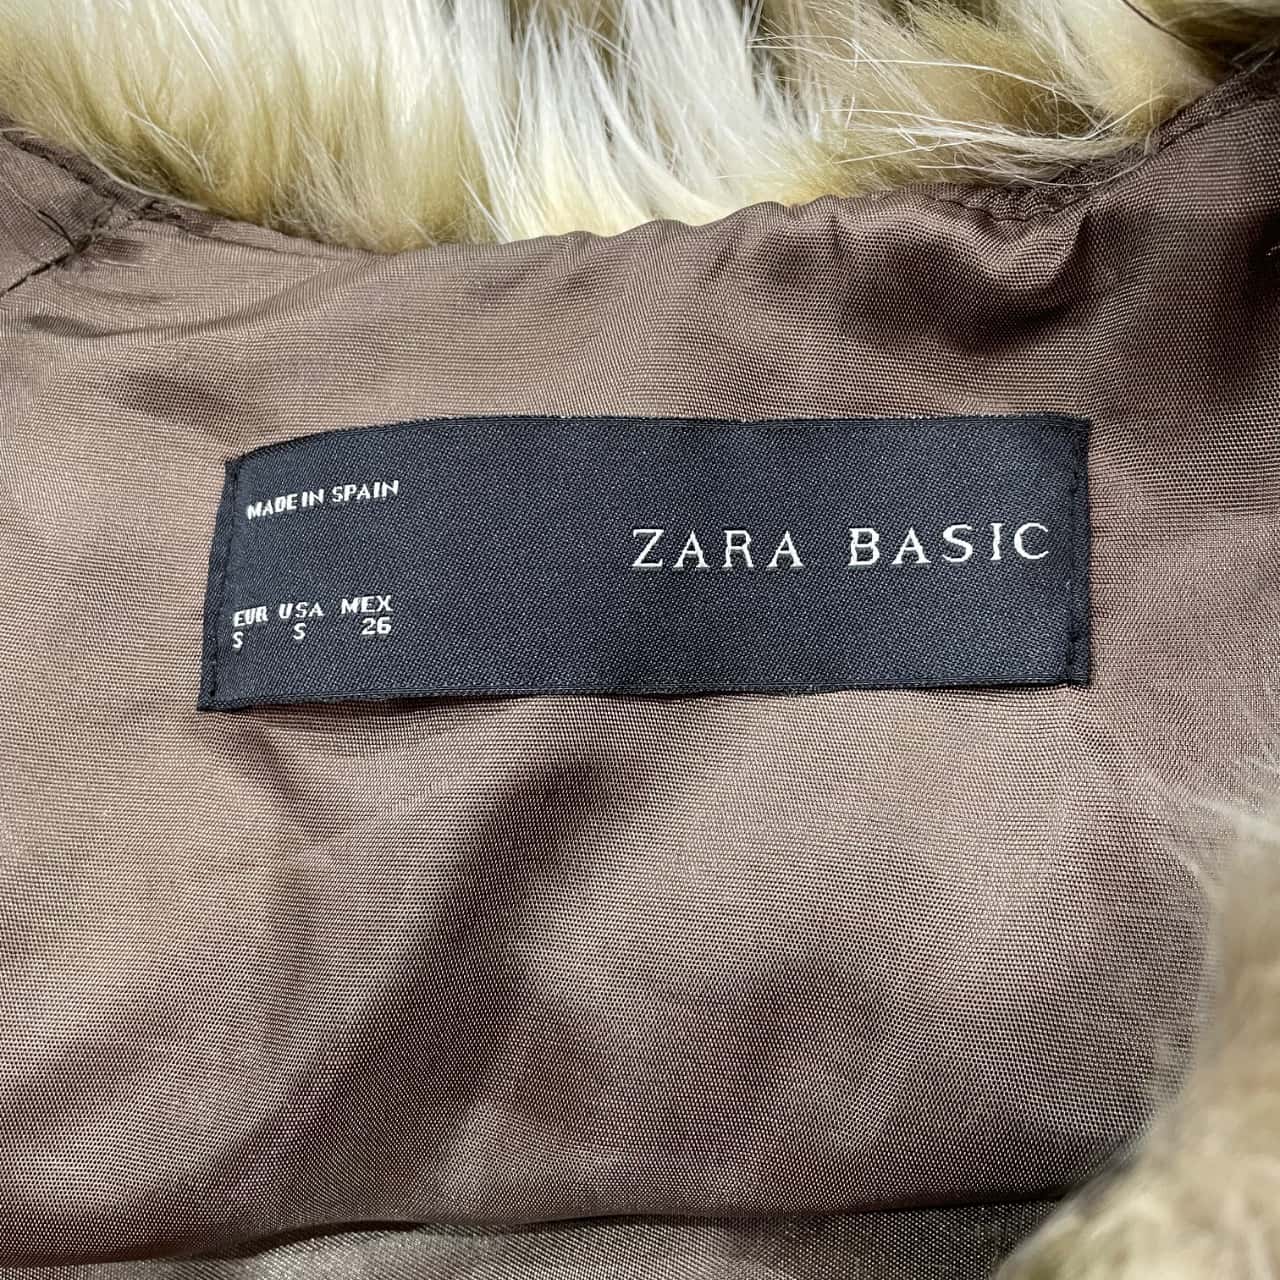 MADE IN SPAIN
ZARA BASIC
EUR USA MEX
S S 26